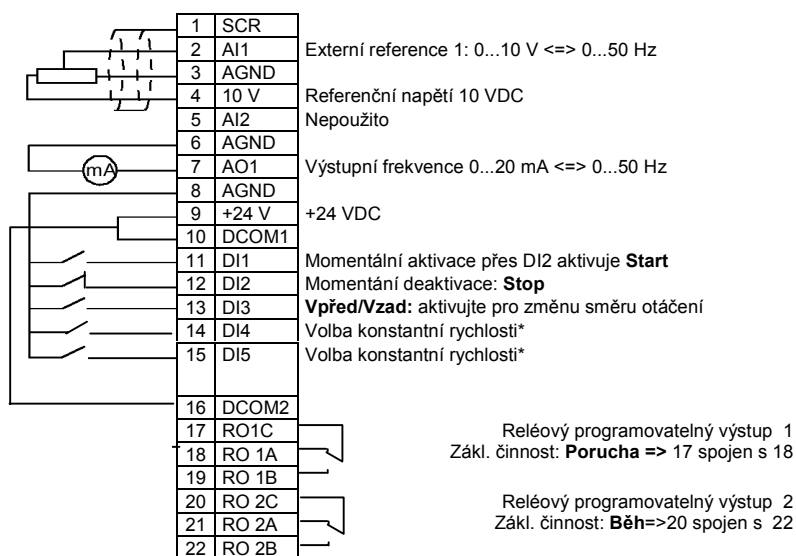 1 SCR
2 AI1 Externí reference 1: 0...10 V <=> 0...50 Hz
3 AGND
4 10 V Referenční napětí 10 VDC
5 AI2 Nepoužito
6 AGND
mA 7 AO1 Výstupní frekvence 0...20 mA <=> 0...50 Hz
8 AGND
9 +24 V +24 VDC
10 DCOM1
11 DI1 Momentální aktivace přes DI2 aktivuje Start
12 DI2 Momentání deaktivace: Stop
13 DI3 Vpřed/Vzad: aktivujte pro změnu směru otáčení
14 DI4 Volba konstantní rychlosti*
15 DI5 Volba konstantní rychlosti*
16 DCOM2
17 RO1C Reléový programovatelný výstup 1
18 RO 1A Zákl. činnost: Porucha => 17 spojen s 18
19 RO 1B
20 RO 2C Reléový programovatelný výstup 2
21 RO 2A Zákl. činnost: Běh=>20 spojen s 22
22 RO 2B